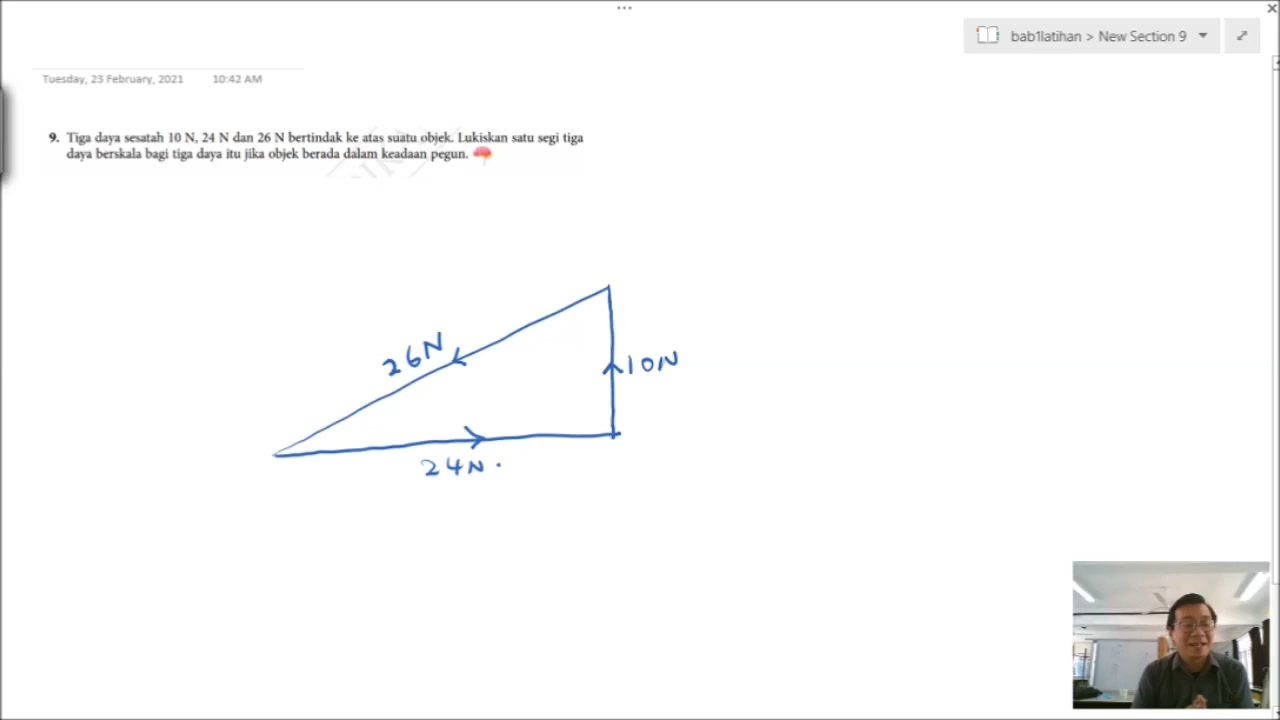 ...
bab1latihan > New Section 9
Tuesday, 23 February, 2021 10:42 AM
9. Tiga daya sesatah 10 N, 24 N dan 26 N bertindak ke atas suatu objek. Lukiskan satu segi tiga
daya berskala bagi tiga daya itu jika objek berada dalam keadaan pegun.
26N
10N
24N.